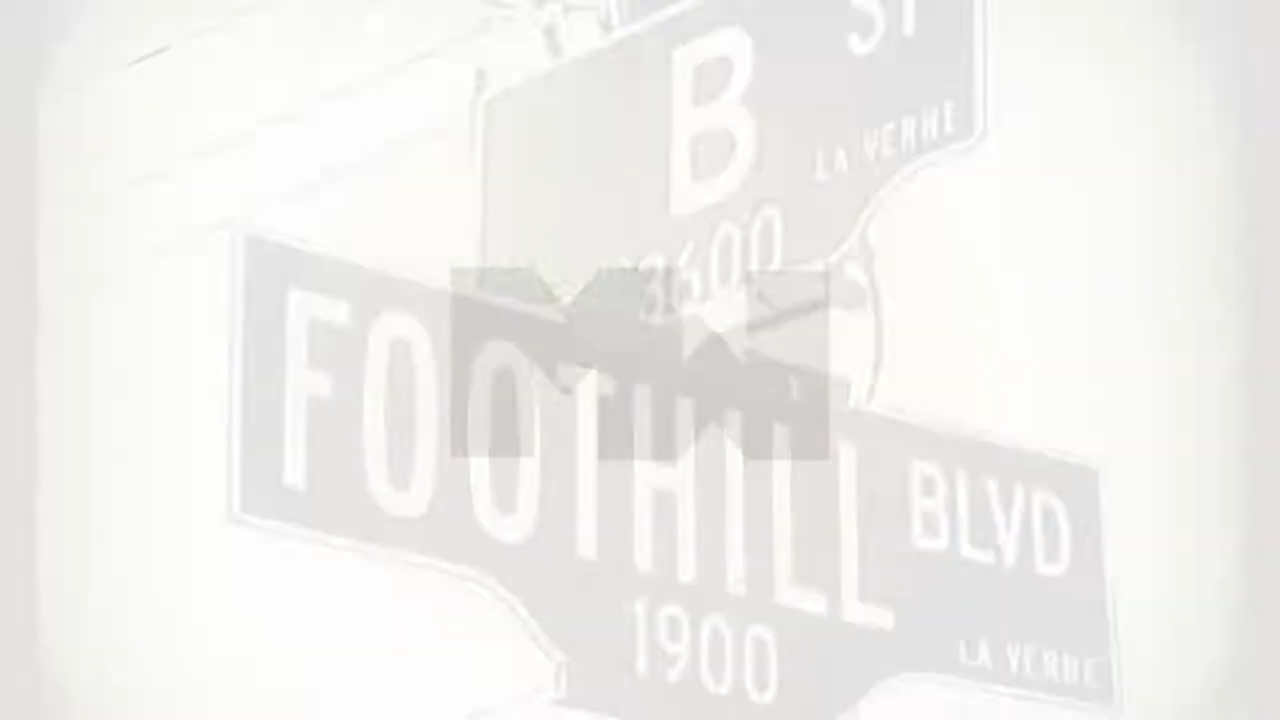 B ST
LA VERNE
3600
FOOTHILL BLVD
1900
LA VERNE